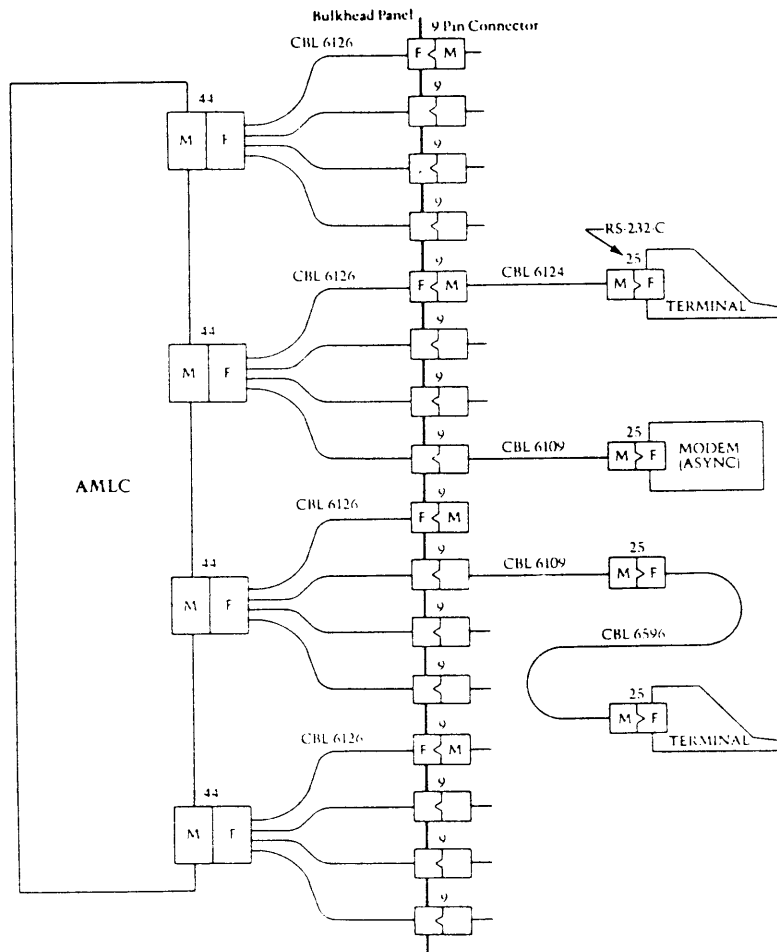 Bulkhead Panel
9 Pin Connector
CBL 6126
F M
44
M F
9
9
9
RS-232-C
9
25
CBL 6126
F M
CBL 6124
M F
TERMINAL
44
M F
9
9
9
CBL 6109
25
M F
MODEM
(ASYNC)
AMLC
9
CBL 6126
F M
44
M F
9
CBL 6109
25
M F
9
CBL 6596
9
25
M F
TERMINAL
9
CBL 6126
F M
44
M F
9
9
9